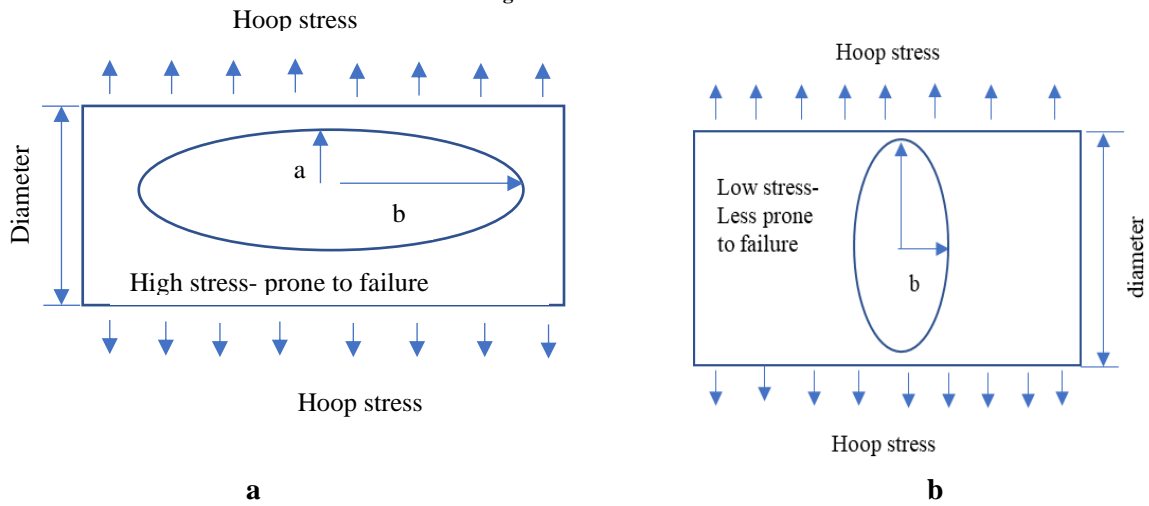 Hoop stress
Diameter
a
b
High stress- prone to failure
Hoop stress
a
Hoop stress
Low stress-
Less prone
to failure
b
diameter
Hoop stress
b